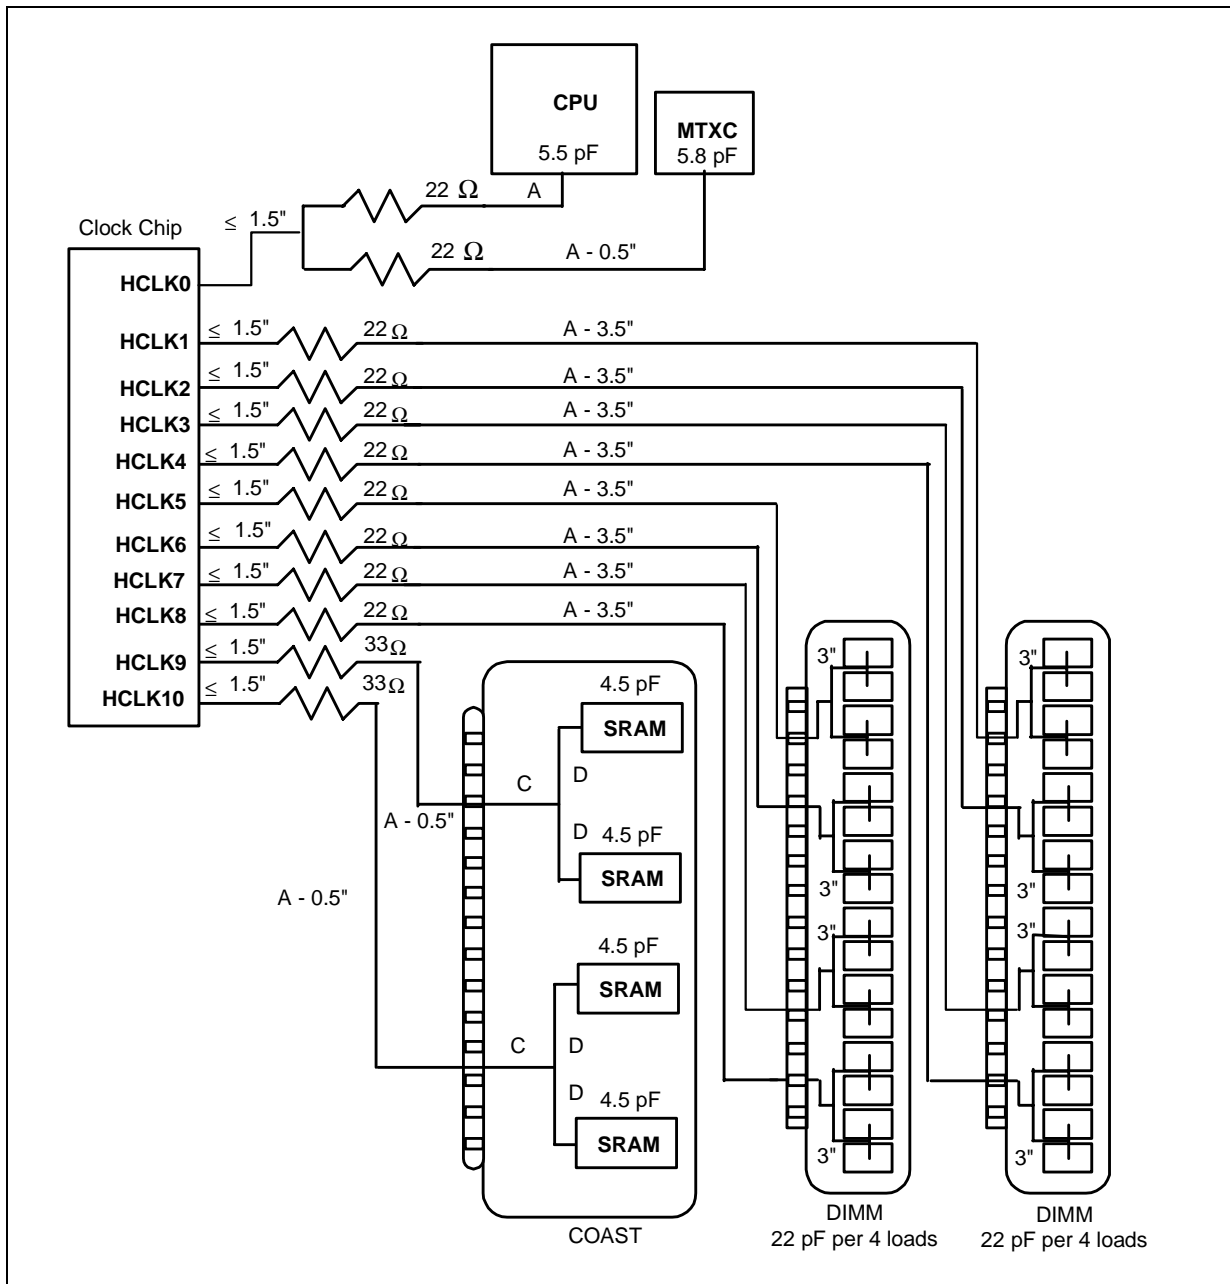 CPU
5.5 pF
MTXC
5.8 pF
22 Ω
A
Clock Chip
≤ 1.5"
22 Ω
A - 0.5"
HCLK0
HCLK1
≤ 1.5"
22 Ω
A - 3.5"
HCLK2
≤ 1.5"
22 Ω
A - 3.5"
HCLK3
≤ 1.5"
22 Ω
A - 3.5"
HCLK4
≤ 1.5"
22 Ω
A - 3.5"
HCLK5
≤ 1.5"
22 Ω
A - 3.5"
HCLK6
≤ 1.5"
22 Ω
A - 3.5"
HCLK7
≤ 1.5"
22 Ω
A - 3.5"
HCLK8
≤ 1.5"
22 Ω
A - 3.5"
HCLK9
≤ 1.5"
33 Ω
HCLK10
≤ 1.5"
33 Ω
4.5 pF
SRAM
C
D
A - 0.5"
D
4.5 pF
SRAM
A - 0.5"
4.5 pF
SRAM
C
D
D
4.5 pF
SRAM
COAST
3"
3"
3"
3"
DIMM
22 pF per 4 loads
3"
3"
3"
3"
DIMM
22 pF per 4 loads